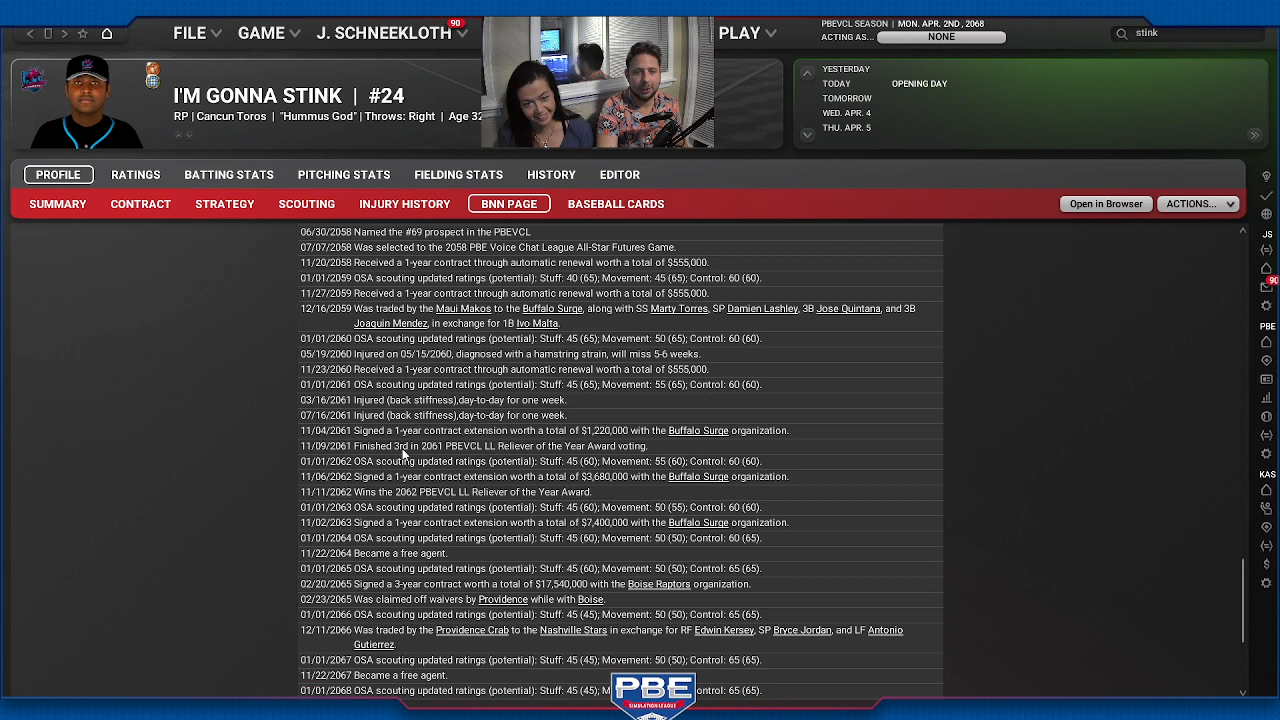 FILE GAME J. SCHNEEKLOTH 90 PLAY
PBEVCL SEASON | MON. APR. 2ND , 2068
ACTING AS... NONE
stink
I'M GONNA STINK | #24
RP | Cancun Toros | "Hummus God" | Throws: Right | Age 32
YESTERDAY
TODAY OPENING DAY
TOMORROW
WED. APR. 4
THU. APR. 5
PROFILE RATINGS BATTING STATS PITCHING STATS FIELDING STATS HISTORY EDITOR
SUMMARY CONTRACT STRATEGY SCOUTING INJURY HISTORY BNN PAGE BASEBALL CARDS Open in Browser ACTIONS...
06/30/2058 Named the #69 prospect in the PBEVCL
07/07/2058 Was selected to the 2058 PBE Voice Chat League All-Star Futures Game.
11/20/2058 Received a 1-year contract through automatic renewal worth a total of $555,000.
01/01/2059 OSA scouting updated ratings (potential): Stuff: 40 (65); Movement: 45 (65); Control: 60 (60).
11/27/2059 Received a 1-year contract through automatic renewal worth a total of $555,000.
12/16/2059 Was traded by the Maui Makos to the Buffalo Surge, along with SS Marty Torres, SP Damien Lashley, 3B Jose Quintana, and 3B
Joaquin Mendez, in exchange for 1B Ivo Malta.
01/01/2060 OSA scouting updated ratings (potential): Stuff: 45 (65); Movement: 50 (65); Control: 60 (60).
05/19/2060 Injured on 05/15/2060, diagnosed with a hamstring strain, will miss 5-6 weeks.
11/23/2060 Received a 1-year contract through automatic renewal worth a total of $555,000.
01/01/2061 OSA scouting updated ratings (potential): Stuff: 45 (65); Movement: 55 (65); Control: 60 (60).
03/16/2061 Injured (back stiffness),day-to-day for one week.
07/16/2061 Injured (back stiffness),day-to-day for one week.
11/04/2061 Signed a 1-year contract extension worth a total of $1,220,000 with the Buffalo Surge organization.
11/09/2061 Finished 3rd in 2061 PBEVCL LL Reliever of the Year Award voting.
01/01/2062 OSA scouting updated ratings (potential): Stuff: 45 (60); Movement: 55 (60); Control: 60 (60).
11/06/2062 Signed a 1-year contract extension worth a total of $3,680,000 with the Buffalo Surge organization.
11/11/2062 Wins the 2062 PBEVCL LL Reliever of the Year Award.
01/01/2063 OSA scouting updated ratings (potential): Stuff: 45 (60); Movement: 50 (55); Control: 60 (60).
11/02/2063 Signed a 1-year contract extension worth a total of $7,400,000 with the Buffalo Surge organization.
01/01/2064 OSA scouting updated ratings (potential): Stuff: 45 (60); Movement: 50 (50); Control: 60 (65).
11/22/2064 Became a free agent.
01/01/2065 OSA scouting updated ratings (potential): Stuff: 45 (60); Movement: 50 (50); Control: 65 (65).
02/20/2065 Signed a 3-year contract worth a total of $17,540,000 with the Boise Raptors organization.
02/23/2065 Was claimed off waivers by Providence while with Boise.
01/01/2066 OSA scouting updated ratings (potential): Stuff: 45 (45); Movement: 50 (50); Control: 65 (65).
12/11/2066 Was traded by the Providence Crab to the Nashville Stars in exchange for RF Edwin Kersey, SP Bryce Jordan, and LF Antonio
Gutierrez.
01/01/2067 OSA scouting updated ratings (potential): Stuff: 45 (45); Movement: 50 (50); Control: 65 (65).
11/22/2067 Became a free agent.
01/01/2068 OSA scouting updated ratings (potential): Stuff: 45 (45); M ontrol: 65 (65).
JS
90
PBE
KAS
PBE
SIMULATION LEAGUE